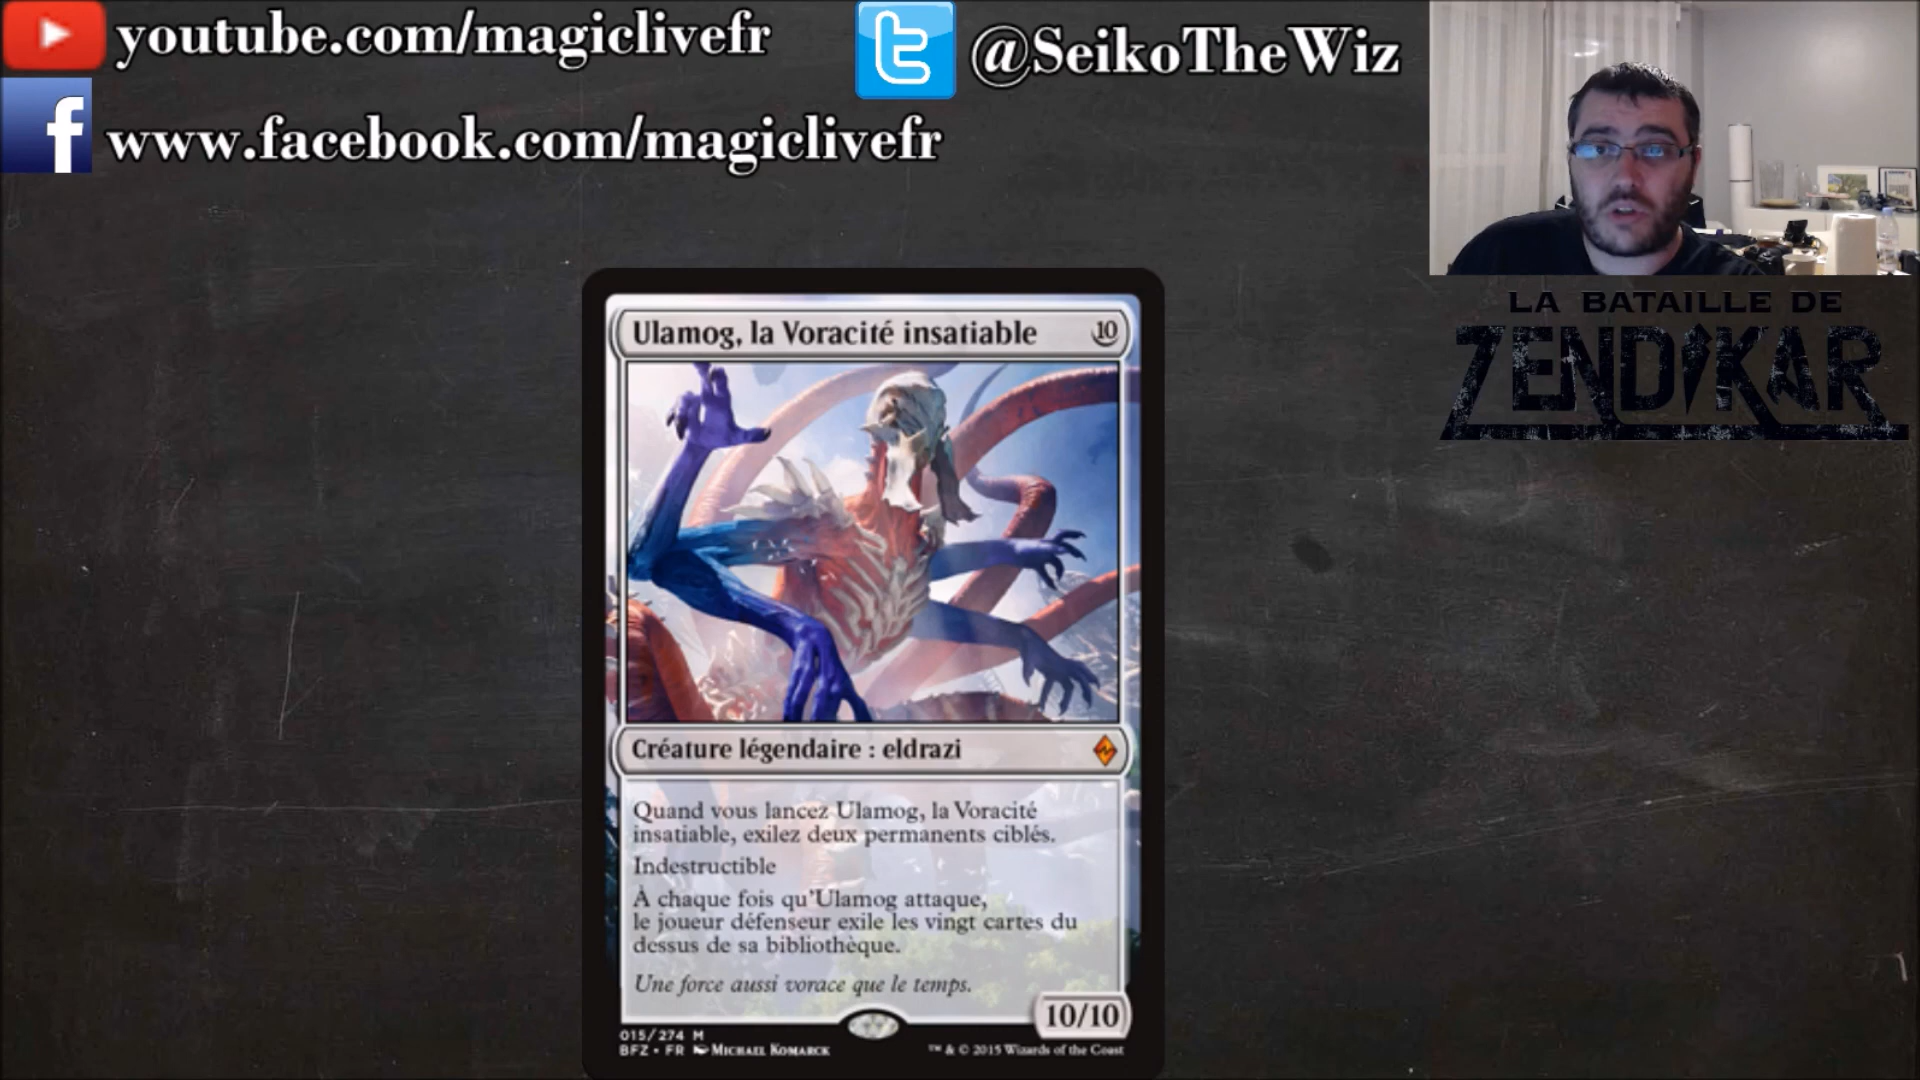 youtube.com/magiclivefr
@SeikoTheWiz
www.facebook.com/magiclivefr
LA BATAILLE DE
ZENDIKAR
Ulamog, la Voracité insatiable 10
Créature légendaire : eldrazi
Quand vous lancez Ulamog, la Voracité
insatiable, exilez deux permanents ciblés.
Indestructible
À chaque fois qu'Ulamog attaque,
le joueur défenseur exile les vingt cartes du
dessus de sa bibliothèque.
Une force aussi vorace que le temps.
10/10
015/274 M
BFZ • FR MICHAEL KOMARCK
™ & © 2015 Wizards of the Coast